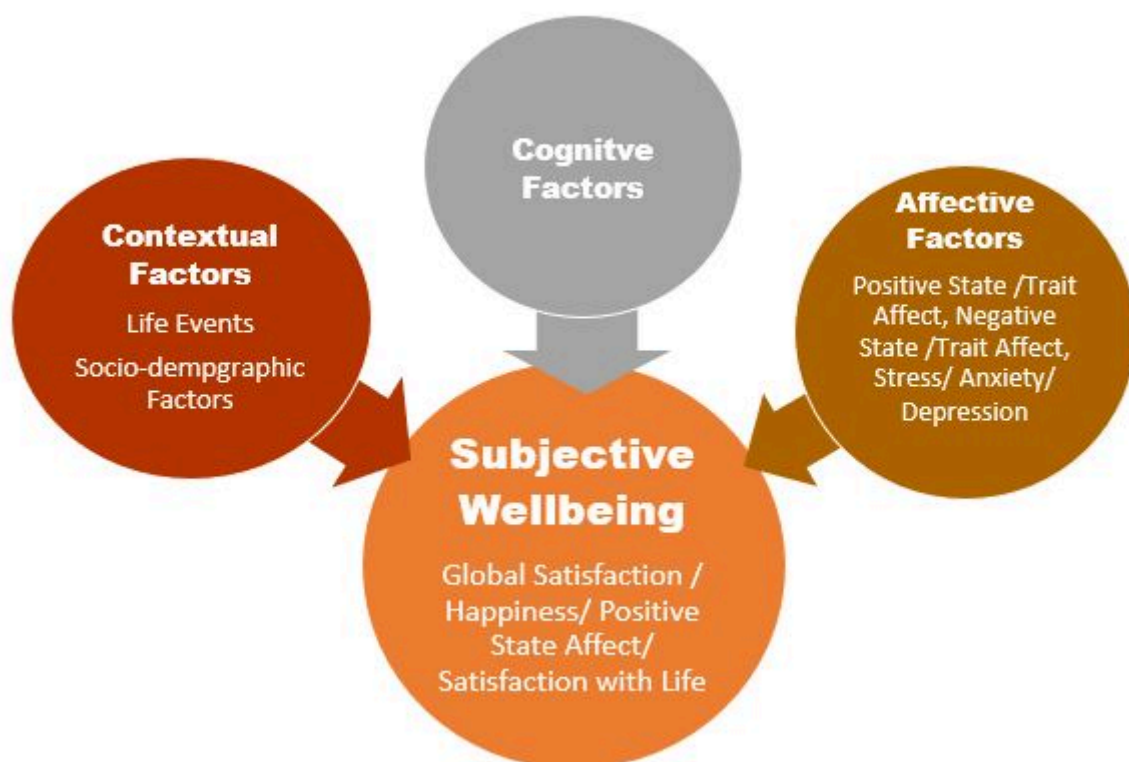 Cognitve
Factors
Contextual
Factors
Life Events
Socio-dempgraphic
Factors
Affective
Factors
Positive State /Trait
Affect, Negative
State /Trait Affect,
Stress/ Anxiety/
Depression
Subjective
Wellbeing
Global Satisfaction /
Happiness/ Positive
State Affect/
Satisfaction with Life